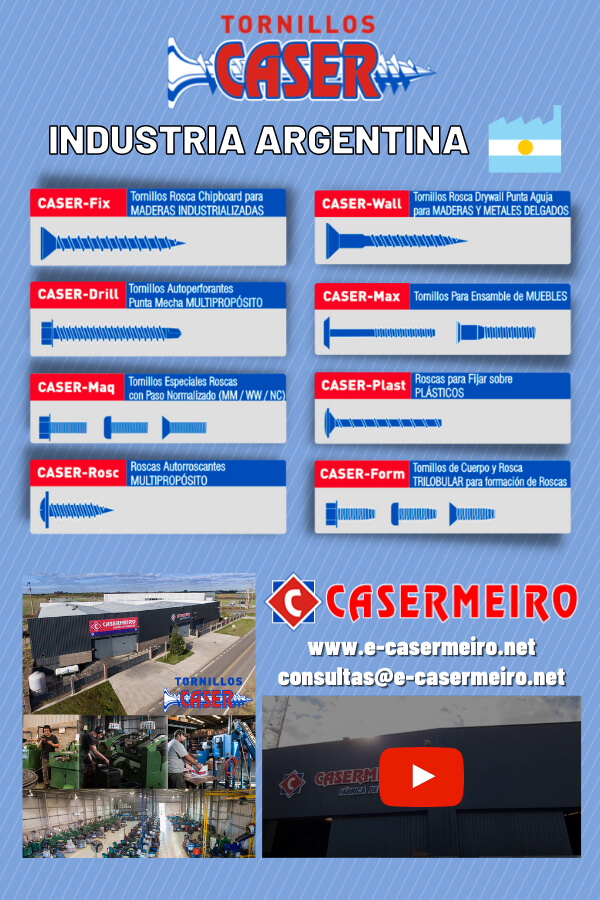 TORNILLOS
CASER
INDUSTRIA ARGENTINA
CASER-Fix
Tornillos Rosca Chipboard para
MADERAS INDUSTRIALIZADAS
CASER-Wall
Tornillos Rosca Drywall Punta Aguja
para MADERAS Y METALES DELGADOS
CASER-Drill
Tornillos Autoperforantes
Punta Mecha MULTIPROPÓSITO
CASER-Max
Tornillos Para Ensamble de MUEBLES
CASER-Maq
Tornillos Especiales Roscas
con Paso Normalizado (MM / WW / NC)
CASER-Plast
Roscas para Fijar sobre
PLÁSTICOS
CASER-Rosc
Roscas Autorroscantes
MULTIPROPÓSITO
CASER-Form
Tornillos de Cuerpo y Rosca
TRILOBULAR para formación de Roscas
C CASERMEIRO
www.e-casermeiro.net
consultas@e-casermeiro.net
CASERMEIRO
TORNILLOS
CASER
FÁBRICA DE